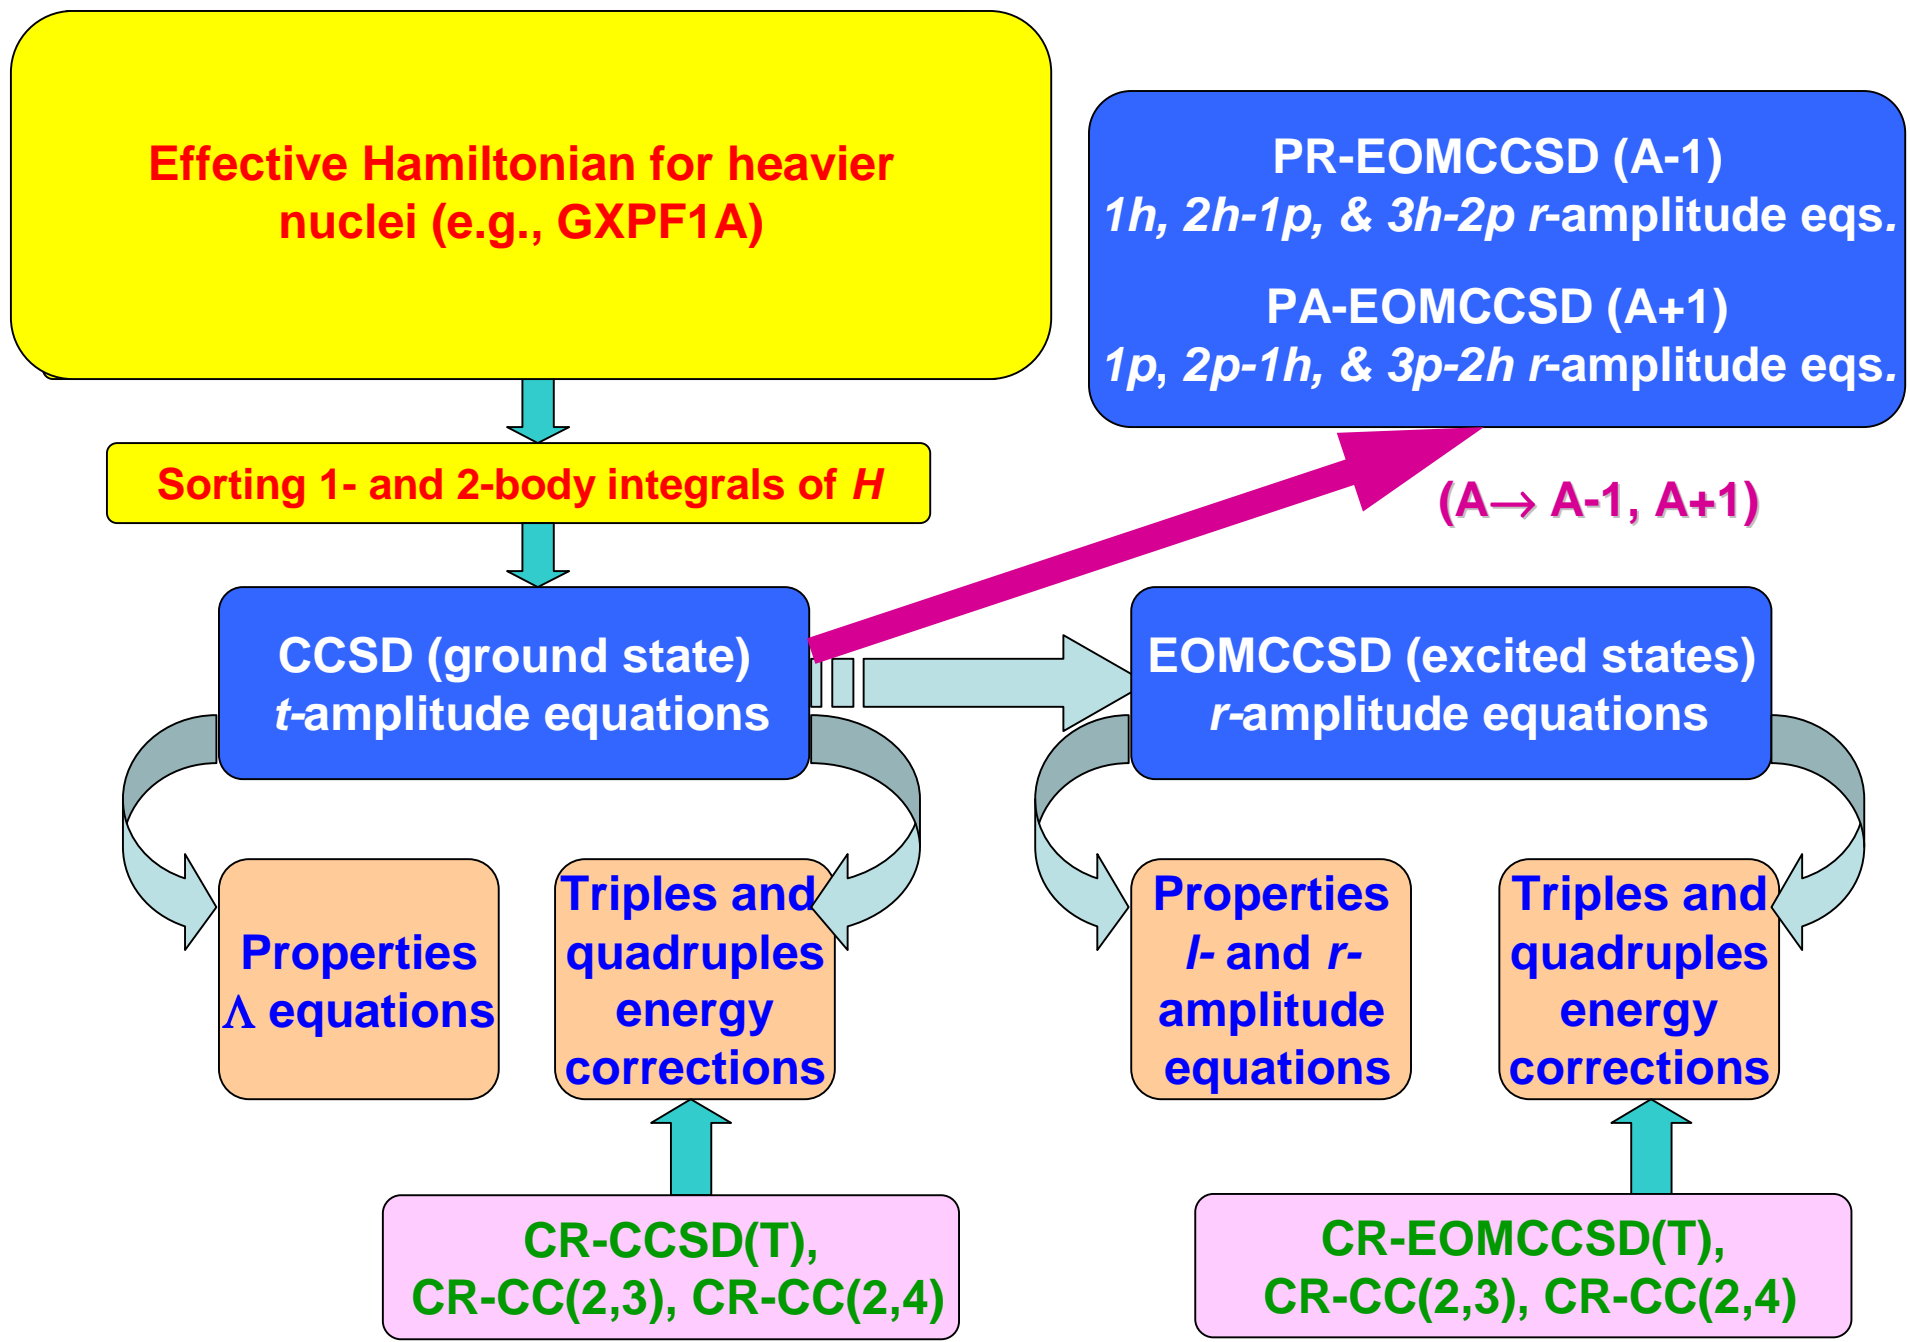 Effective Hamiltonian for heavier
nuclei (e.g., GXPF1A)
PR-EOMCCSD (A-1)
1h, 2h-1p, & 3h-2p r-amplitude eqs.
PA-EOMCCSD (A+1)
1p, 2p-1h, & 3p-2h r-amplitude eqs.
Sorting 1- and 2-body integrals of H
(A→ A-1, A+1)
CCSD (ground state)
t-amplitude equations
EOMCCSD (excited states)
r-amplitude equations
Properties
Λ equations
Triples and
quadruples
energy
corrections
Properties
l- and r-
amplitude
equations
Triples and
quadruples
energy
corrections
CR-CCSD(T),
CR-CC(2,3), CR-CC(2,4)
CR-EOMCCSD(T),
CR-CC(2,3), CR-CC(2,4)